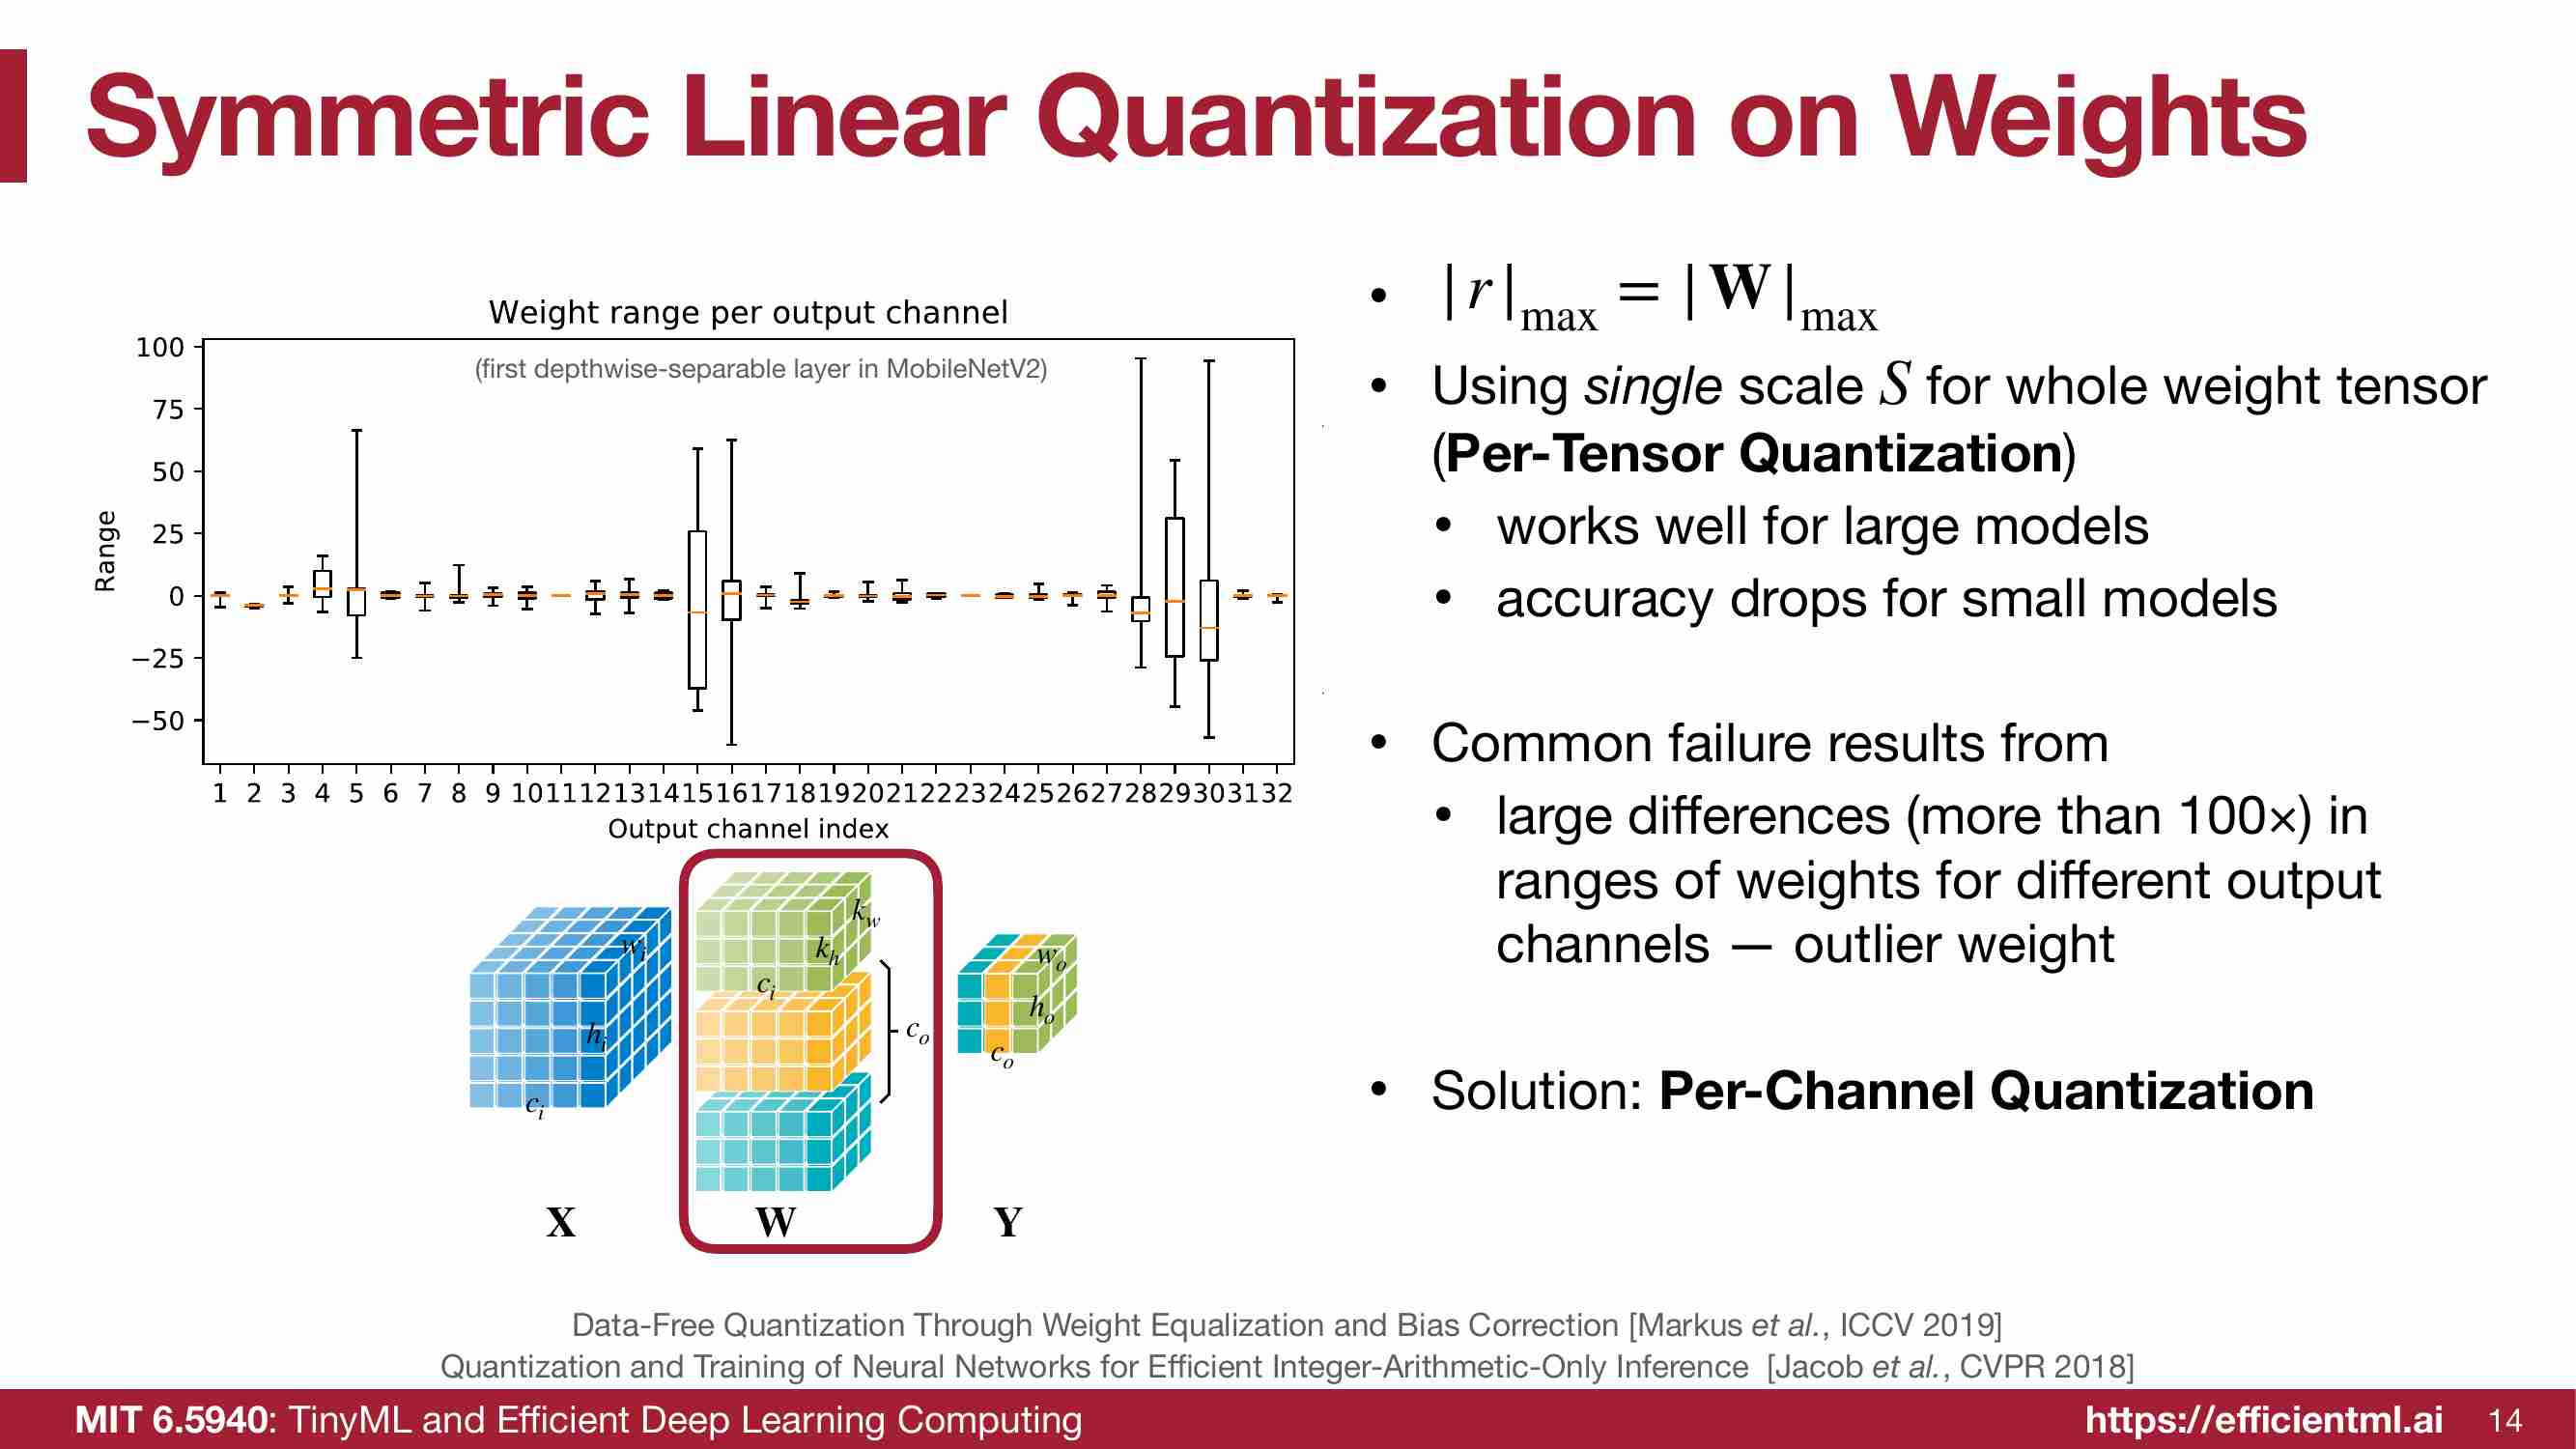 Symmetric Linear Quantization on Weights
Weight range per output channel
(first depthwise-separable layer in MobileNetV2)
100
75
50
25
0
−25
−50
Range
1 2 3 4 5 6 7 8 9 10 11 12 13 14 15 16 17 18 19 20 21 22 23 24 25 26 27 28 29 30 31 32
Output channel index
w_i
h_i
c_i
k_w
k_h
c_i
c_o
w_o
h_o
c_o
X W Y
• |r|_max = |W|_max
• Using single scale S for whole weight tensor
(Per-Tensor Quantization)
• works well for large models
• accuracy drops for small models
• Common failure results from
• large differences (more than 100×) in
ranges of weights for different output
channels — outlier weight
• Solution: Per-Channel Quantization
Data-Free Quantization Through Weight Equalization and Bias Correction [Markus et al., ICCV 2019]
Quantization and Training of Neural Networks for Efficient Integer-Arithmetic-Only Inference [Jacob et al., CVPR 2018]
MIT 6.5940: TinyML and Efficient Deep Learning Computing
https://efficientml.ai 14